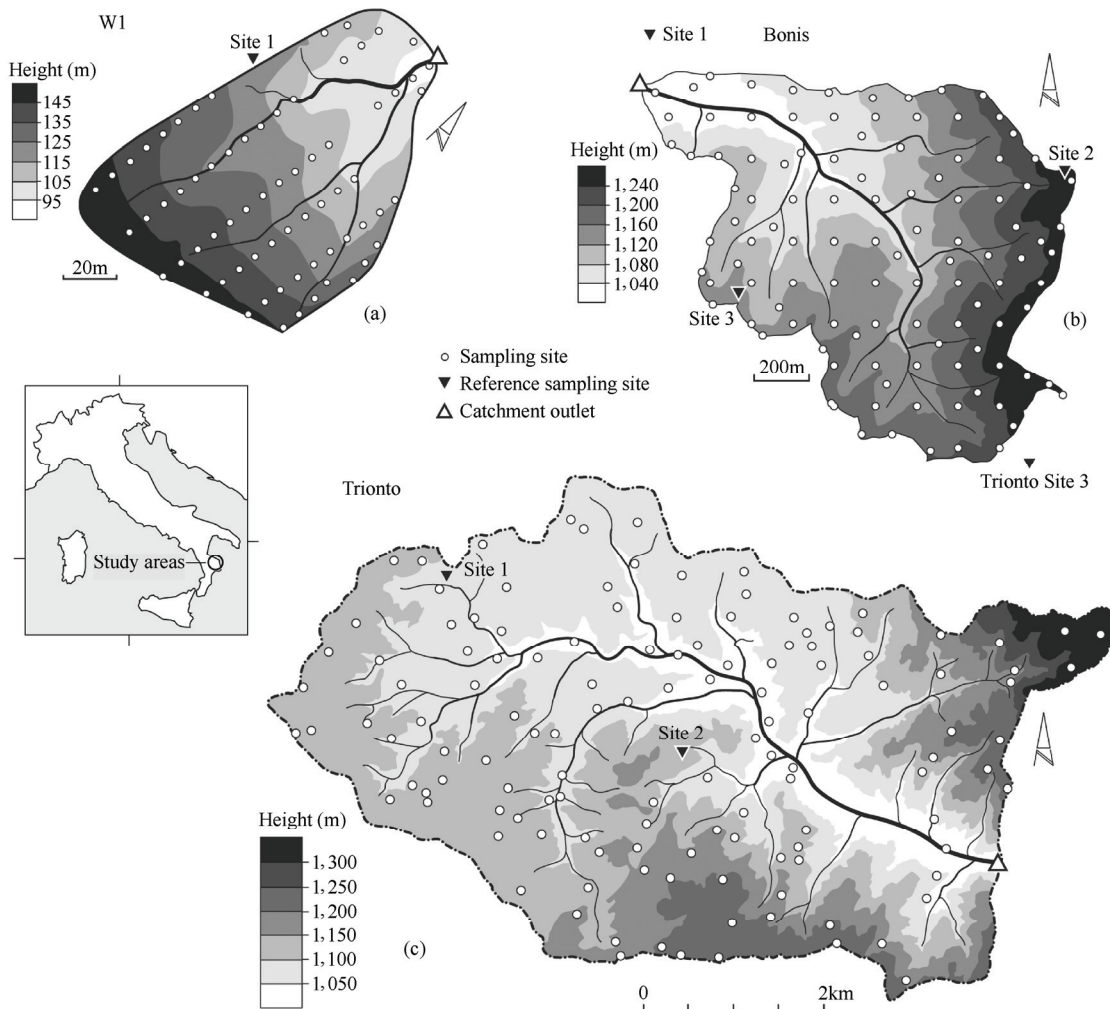 W1
Site 1
Height (m)
145
135
125
115
105
95
20m
(a)
Site 1
Bonis
Height (m)
1,240
1,200
1,160
1,120
1,080
1,040
Site 2
Site 3
200m
(b)
Trionto Site 3
Sampling site
Reference sampling site
Catchment outlet
Study areas
Trionto
Site 1
Site 2
Height (m)
1,300
1,250
1,200
1,150
1,100
1,050
(c)
0 2km